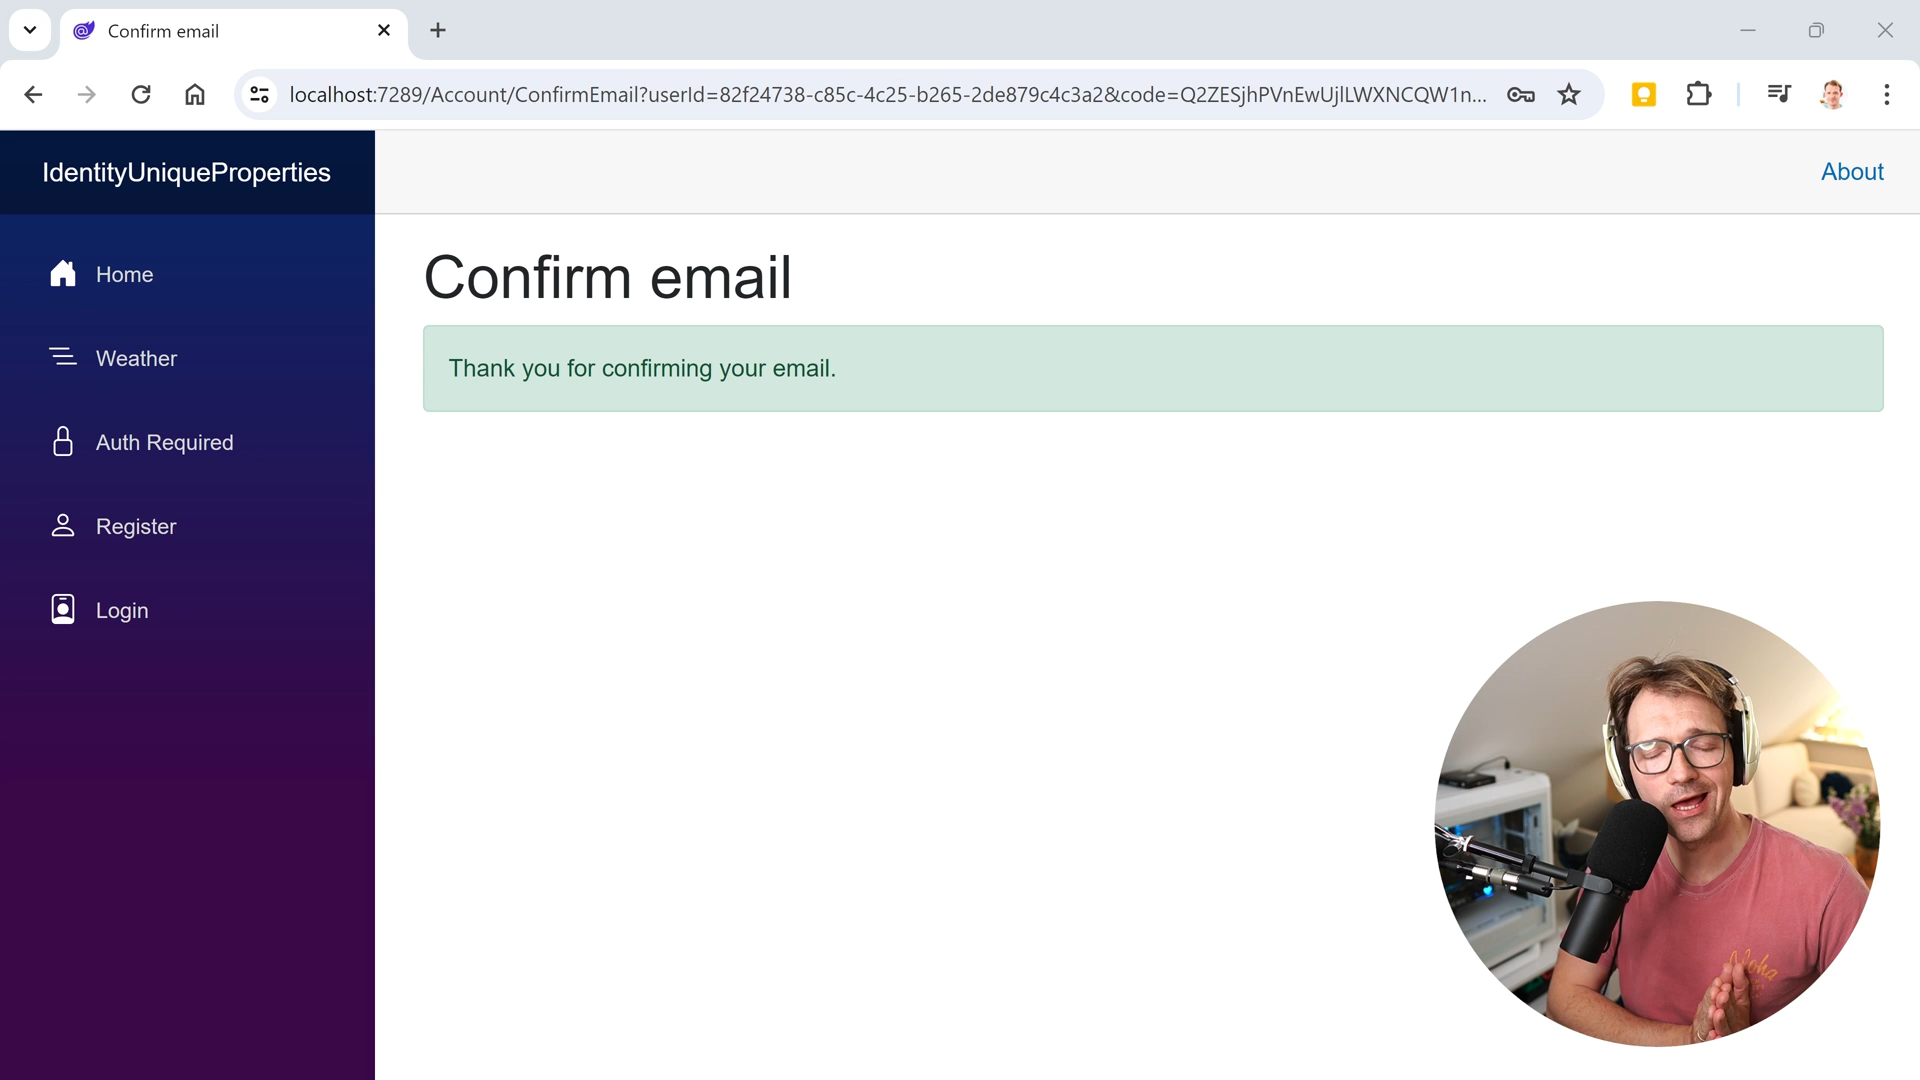 Confirm email
localhost:7289/Account/ConfirmEmail?userId=82f24738-c85c-4c25-b265-2de879c4c3a2&code=Q2ZESjhPVnEwUjlLWXNCQW1n...
IdentityUniqueProperties
About
Home
Weather
Auth Required
Register
Login
Confirm email
Thank you for confirming your email.
Aloha